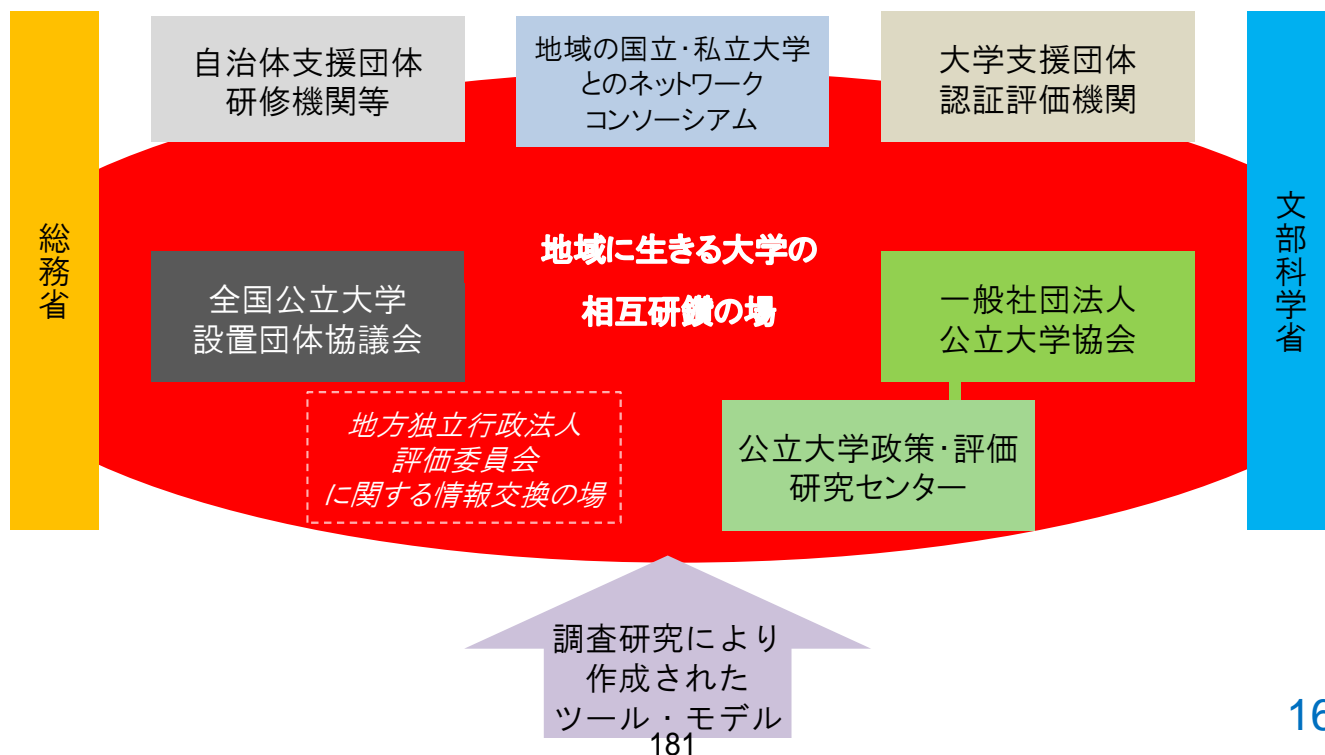 自治体支援団体
研修機関等
地域の国立・私立大学
とのネットワーク
コンソーシアム
大学支援団体
認証評価機関
総務省
文部科学省
地域に生きる大学の
相互研鑽の場
全国公立大学
設置団体協議会
一般社団法人
公立大学協会
地方独立行政法人
評価委員会
に関する情報交換の場
公立大学政策・評価
研究センター
調査研究により
作成された
ツール・モデル
181
16